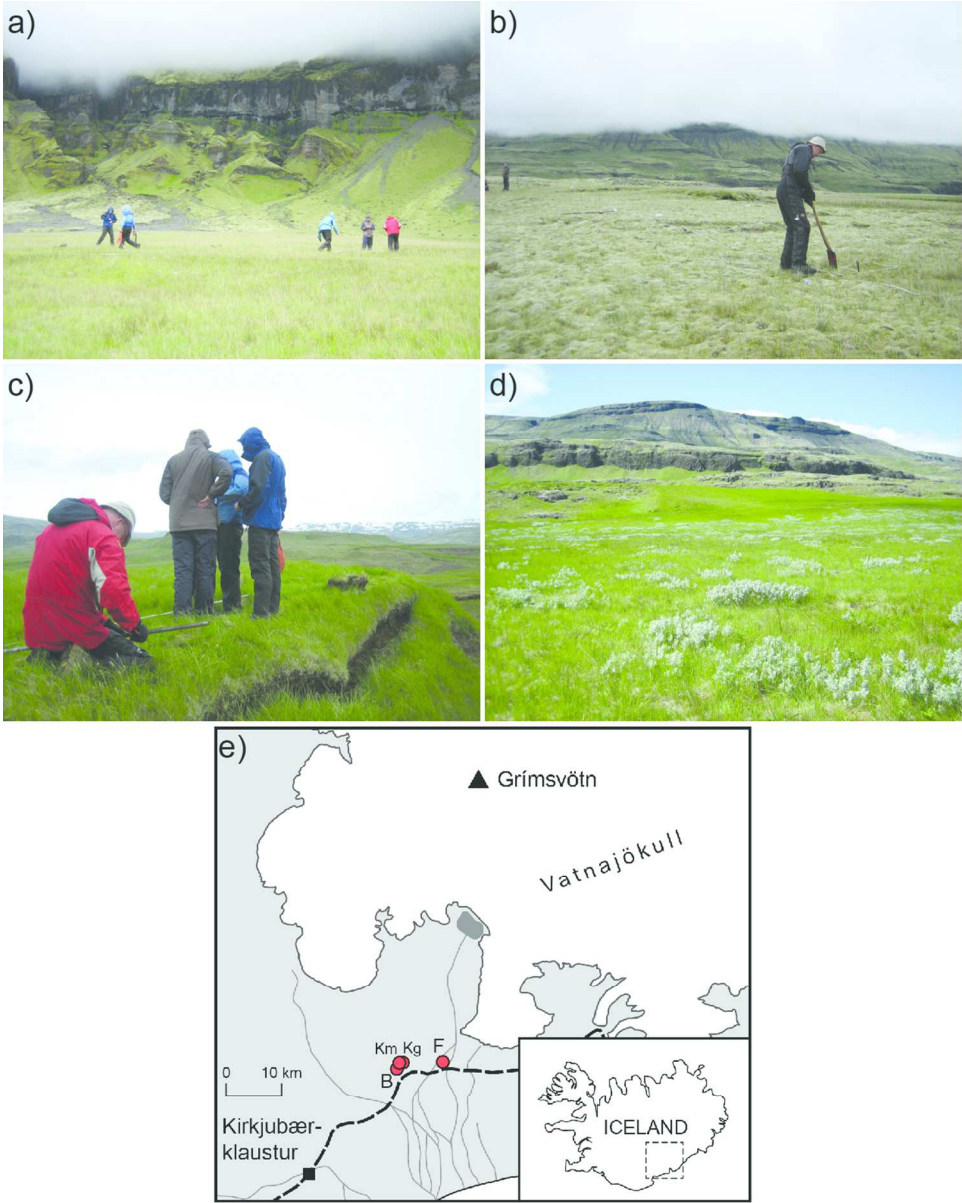 a)
b)
c)
d)
e)
Grímsvötn
Vatnajökull
Km Kg F
B
0 10 km
Kirkjubær-
klaustur
ICELAND